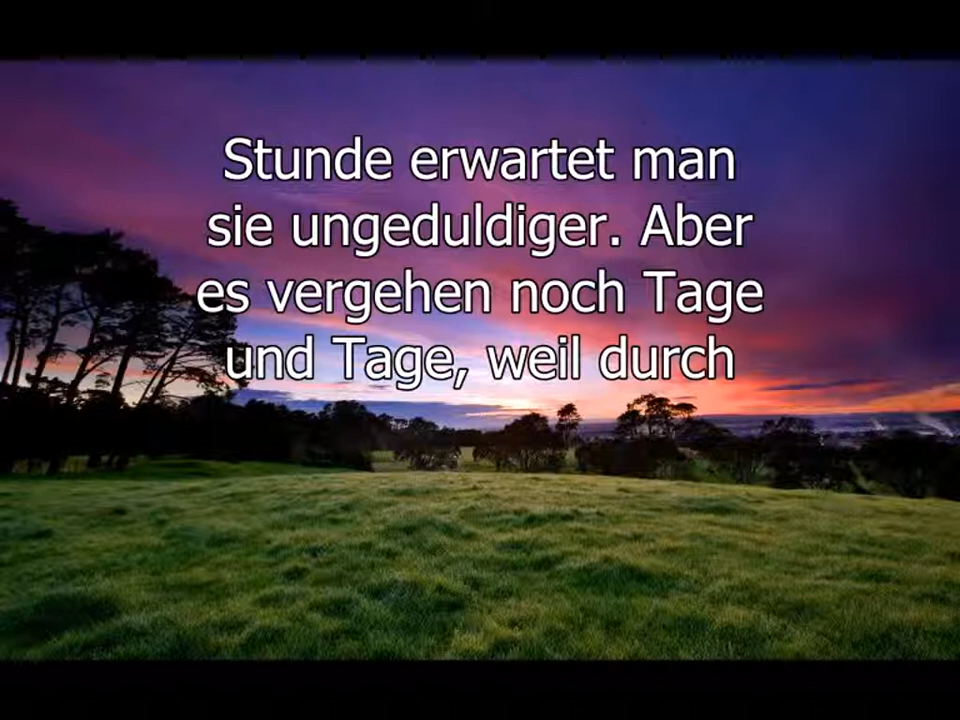 Stunde erwartet man
sie ungeduldiger. Aber
es vergehen noch Tage
und Tage, weil durch